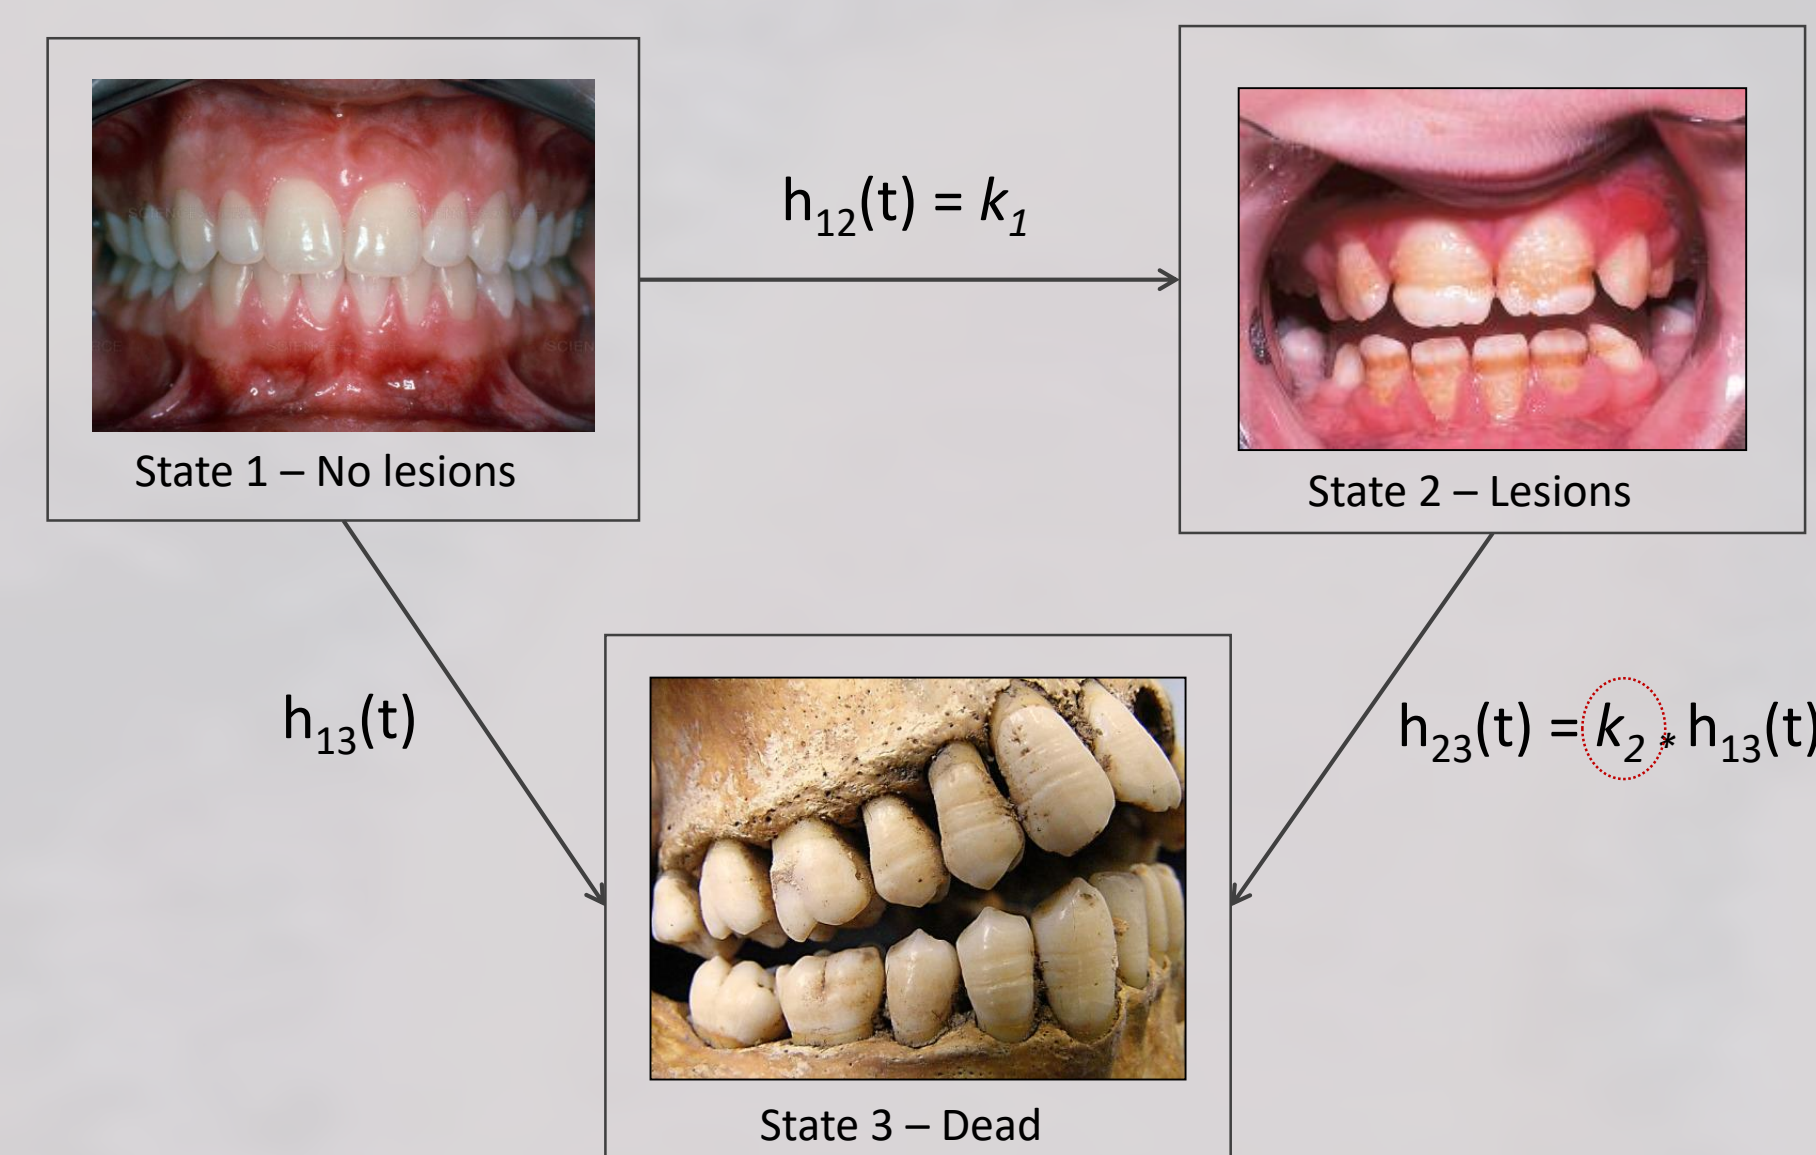 h₁₂(t) = k₁
State 1 – No lesions
State 2 – Lesions
h₁₃(t)
h₂₃(t) = k₂ * h₁₃(t)
State 3 – Dead